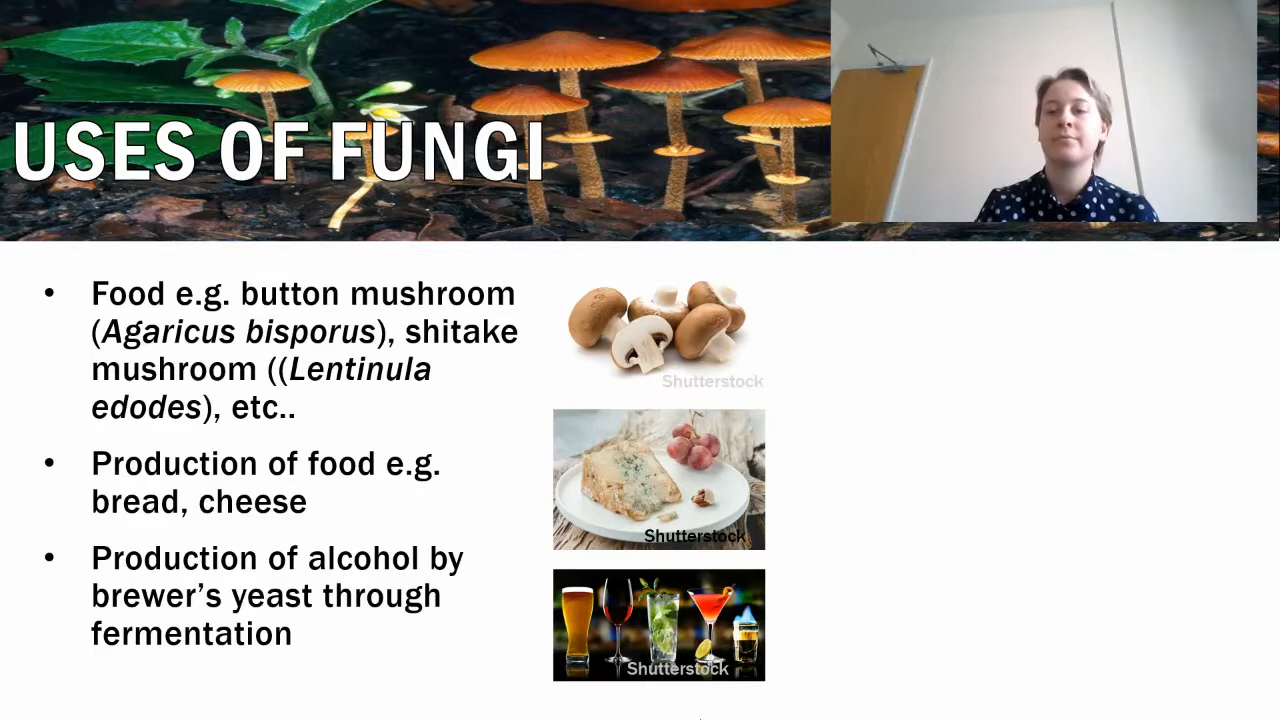 USES OF FUNGI
• Food e.g. button mushroom
(Agaricus bisporus), shitake
mushroom ((Lentinula
edodes), etc..
• Production of food e.g.
bread, cheese
• Production of alcohol by
brewer’s yeast through
fermentation
Shutterstock
Shutterstock
Shutterstock